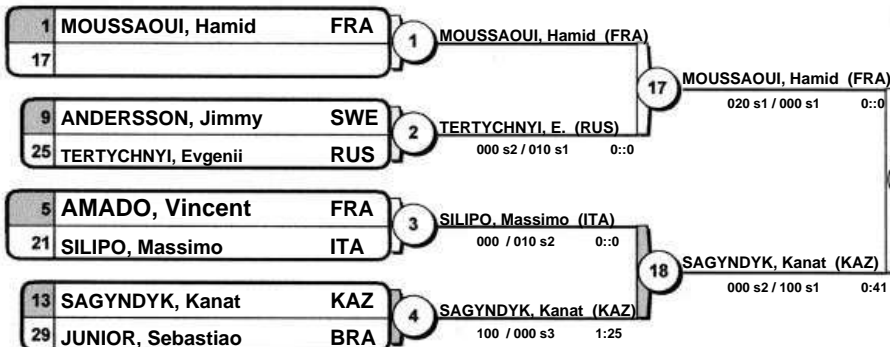 1 MOUSSAOUI, Hamid FRA
17
1
MOUSSAOUI, Hamid (FRA)
17
MOUSSAOUI, Hamid (FRA)
020 s1 / 000 s1 0::0
9 ANDERSSON, Jimmy SWE
25 TERTYCHNYI, Evgenii RUS
2
TERTYCHNYI, E. (RUS)
000 s2 / 010 s1 0::0
5 AMADO, Vincent FRA
21 SILIPO, Massimo ITA
3
SILIPO, Massimo (ITA)
000 / 010 s2 0::0
18
SAGYNDYK, Kanat (KAZ)
000 s2 / 100 s1 0:41
13 SAGYNDYK, Kanat KAZ
29 JUNIOR, Sebastiao BRA
4
SAGYNDYK, Kanat (KAZ)
100 / 000 s3 1:25